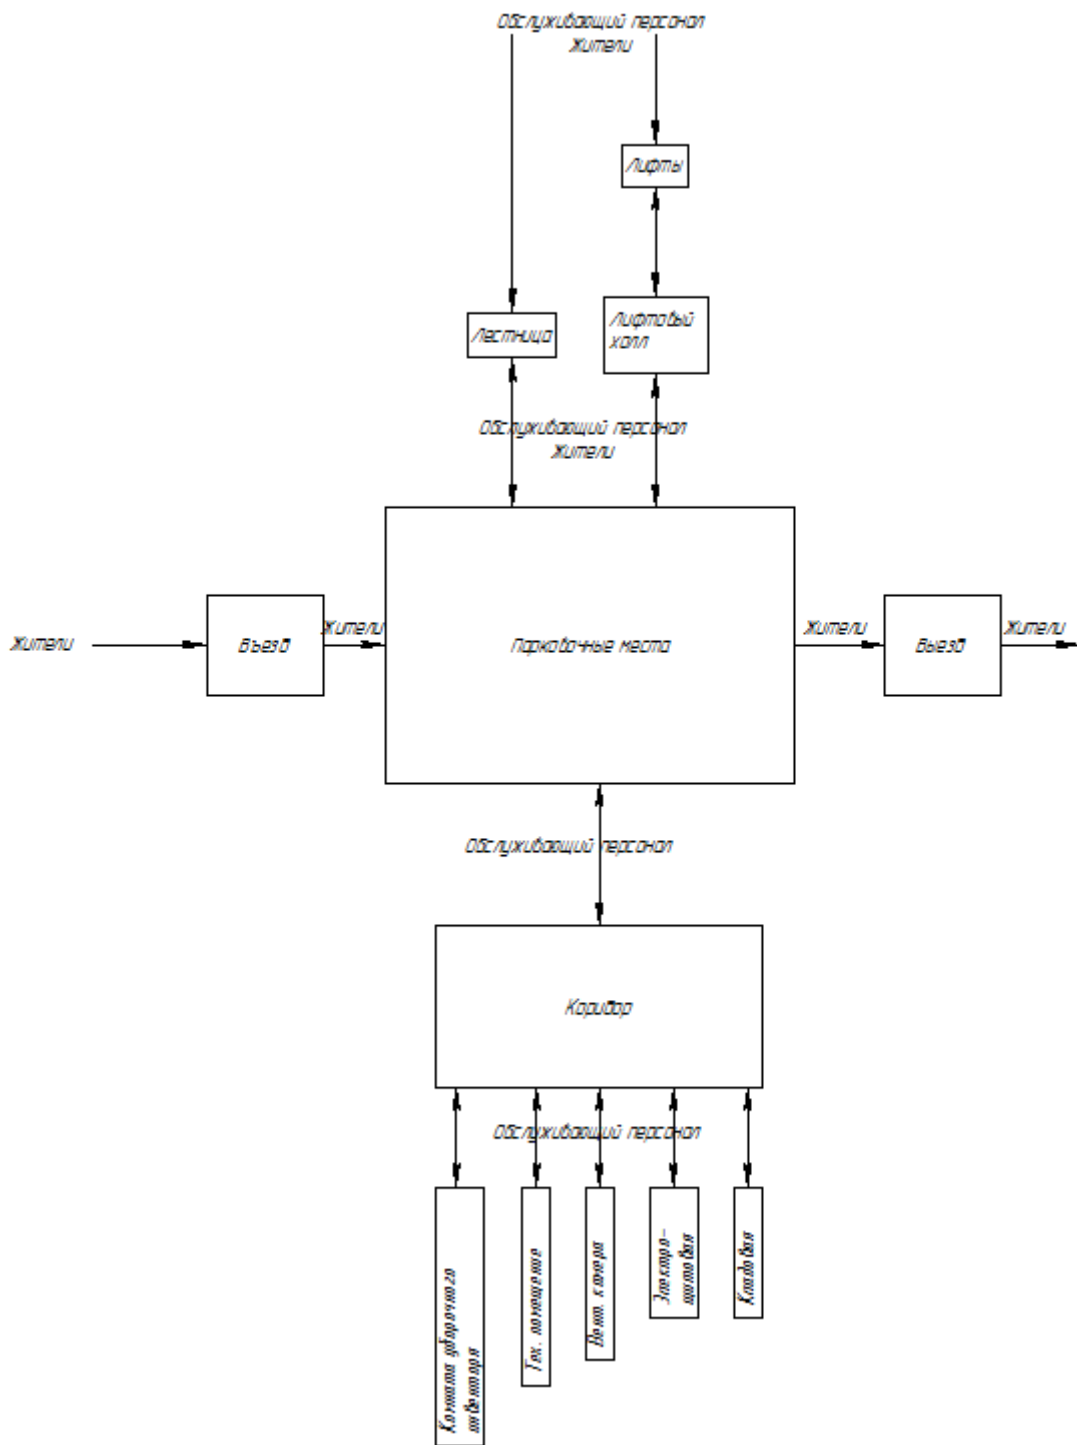 Обслуживающий персонал
Жители
Лифты
Лестница
Лифтовый
холл
Обслуживающий персонал
Жители
Жители
Въезд
Жители
Парковочные места
Жители
Выезд
Жители
Обслуживающий персонал
Коридор
Обслуживающий персонал
Комната уборочного
инвентаря
Тех. помещение
Вент. камера
Электро-
щитовая
Кладовая